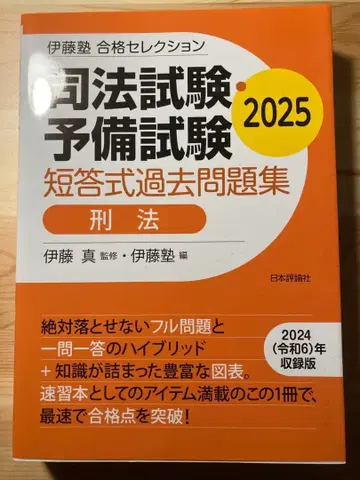 伊藤塾 合格セレクション
司法試験・
予備試験
2025
短答式過去問題集
刑法
伊藤 真 監修・伊藤塾 編
日本評論社
絶対落とせないフル問題と
一問一答のハイブリッド
+知識が詰まった豊富な図表。
速習本としてのアイテム満載のこの1冊で、
最速で合格点を突破!
2024
(令和6)年
収録版